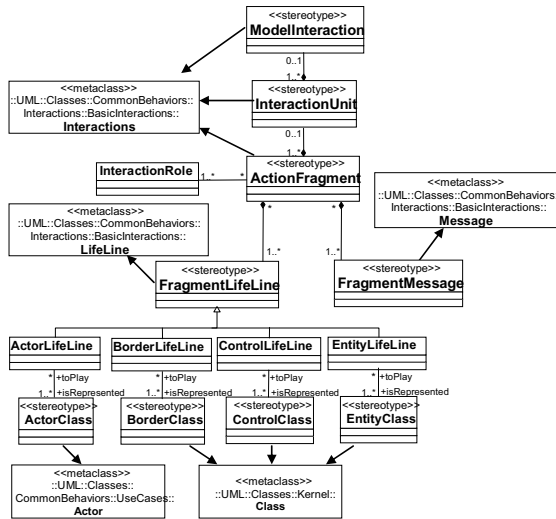 <<stereotype>>
ModelInteraction
0..1
1..*
<<metaclass>>
::UML::Classes::CommonBehaviors::
Interactions::BasicInteractions::
Interactions
<<stereotype>>
InteractionUnit
0..1
1..*
<<stereotype>>
ActionFragment
InteractionRole
1..*
*
<<metaclass>>
::UML::Classes::CommonBehaviors::
Interactions::BasicInteractions::
Message
*
*
<<metaclass>>
::UML::Classes::CommonBehaviors::
Interactions::BasicInteractions::
LifeLine
1..*
1..*
<<stereotype>>
FragmentLifeLine
<<stereotype>>
FragmentMessage
ActorLifeLine
BorderLifeLine
ControlLifeLine
EntityLifeLine
* +toPlay
* +toPlay
* +toPlay
* +toPlay
1..* +isRepresented
1..* +isRepresented
1..* +isRepresented
1..* +isRepresented
<<stereotype>>
ActorClass
<<stereotype>>
BorderClass
<<stereotype>>
ControlClass
<<stereotype>>
EntityClass
<<metaclass>>
::UML::Classes::
CommonBehaviors::UseCases::
Actor
<<metaclass>>
::UML::Classes::Kernel::
Class